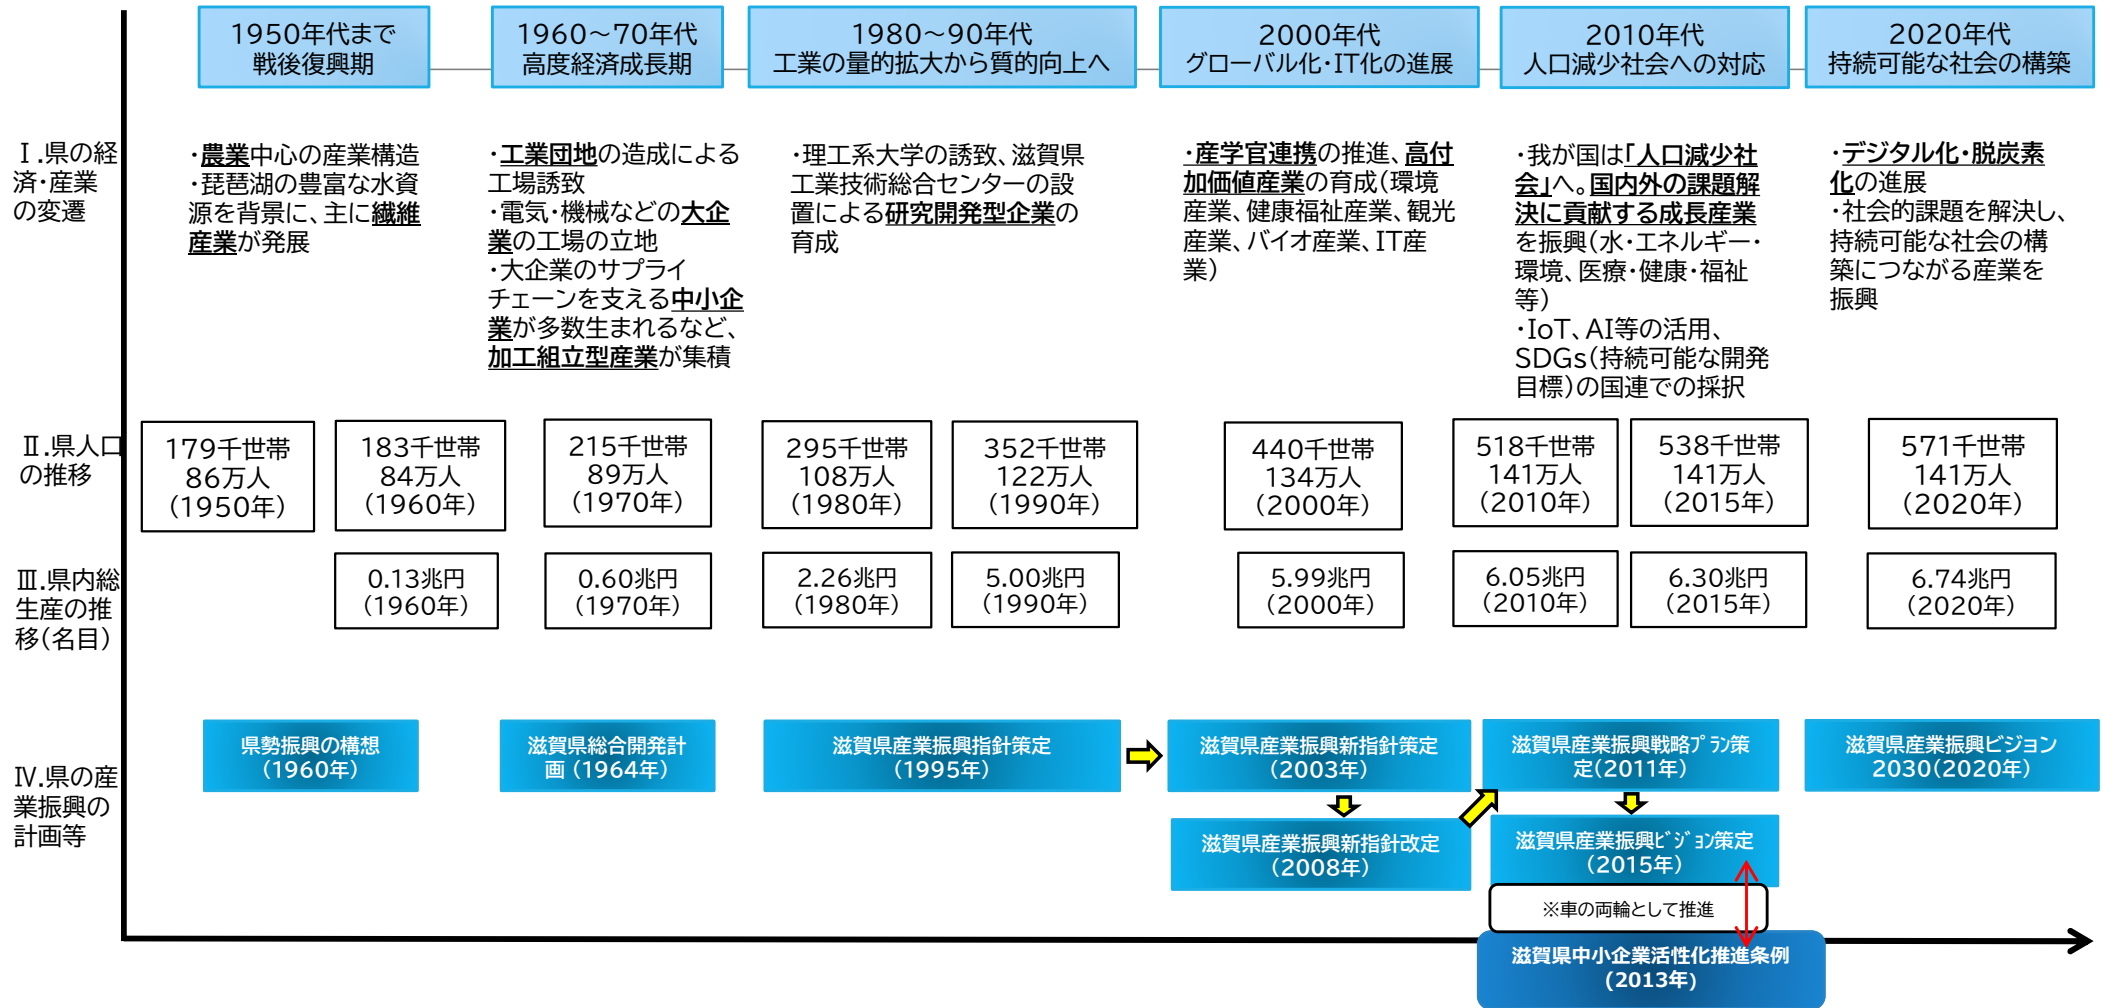 1950年代まで
戦後復興期
1960～70年代
高度経済成長期
1980～90年代
工業の量的拡大から質的向上へ
2000年代
グローバル化・IT化の進展
2010年代
人口減少社会への対応
2020年代
持続可能な社会の構築
Ⅰ.県の経
済・産業
の変遷
・農業中心の産業構造
・琵琶湖の豊富な水資
源を背景に、主に繊維
産業が発展
・工業団地の造成による
工場誘致
・電気・機械などの大企
業の工場の立地
・大企業のサプライ
チェーンを支える中小企
業が多数生まれるなど、
加工組立型産業が集積
・理工系大学の誘致、滋賀県
工業技術総合センターの設
置による研究開発型企業の
育成
・産学官連携の推進、高付
加価値産業の育成(環境
産業、健康福祉産業、観光
産業、バイオ産業、IT産
業)
・我が国は「人口減少社
会」へ。国内外の課題解
決に貢献する成長産業
を振興(水・エネルギー・
環境、医療・健康・福祉
等)
・IoT、AI等の活用、
SDGs(持続可能な開発
目標)の国連での採択
・デジタル化・脱炭素
化の進展
・社会的課題を解決し、
持続可能な社会の構
築につながる産業を
振興
Ⅱ.県人口
の推移
179千世帯
86万人
(1950年)
183千世帯
84万人
(1960年)
215千世帯
89万人
(1970年)
295千世帯
108万人
(1980年)
352千世帯
122万人
(1990年)
440千世帯
134万人
(2000年)
518千世帯
141万人
(2010年)
538千世帯
141万人
(2015年)
571千世帯
141万人
(2020年)
Ⅲ.県内総
生産の推
移(名目)
0.13兆円
(1960年)
0.60兆円
(1970年)
2.26兆円
(1980年)
5.00兆円
(1990年)
5.99兆円
(2000年)
6.05兆円
(2010年)
6.30兆円
(2015年)
6.74兆円
(2020年)
Ⅳ.県の産
業振興の
計画等
県勢振興の構想
(1960年)
滋賀県総合開発計
画 (1964年)
滋賀県産業振興指針策定
(1995年)
滋賀県産業振興新指針策定
(2003年)
滋賀県産業振興戦略ﾌﾟﾗﾝ策
定(2011年)
滋賀県産業振興ビジョン
2030(2020年)
滋賀県産業振興新指針改定
(2008年)
滋賀県産業振興ﾋﾞｼﾞｮﾝ策定
(2015年)
※車の両輪として推進
滋賀県中小企業活性化推進条例
(2013年)